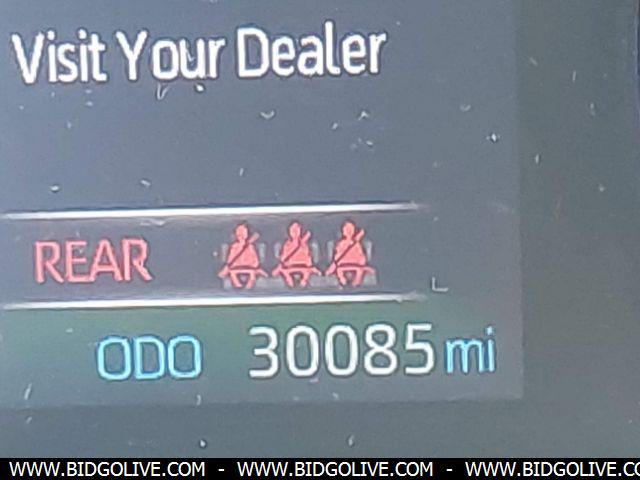 Visit Your Dealer
REAR
ODO 30085 mi
WWW.BIDGOLIVE.COM - WWW.BIDGOLIVE.COM - WWW.BIDGOLIVE.CO